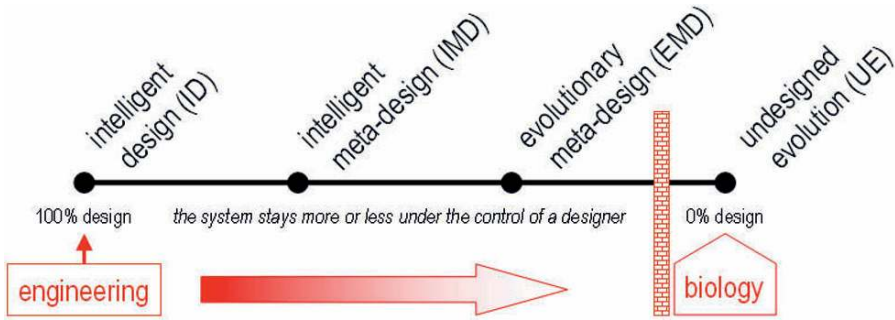 intelligent
design (ID)
intelligent
meta-design (IMD)
evolutionary
meta-design (EMD)
undesigned
evolution (UE)
100% design
the system stays more or less under the control of a designer
0% design
engineering
biology